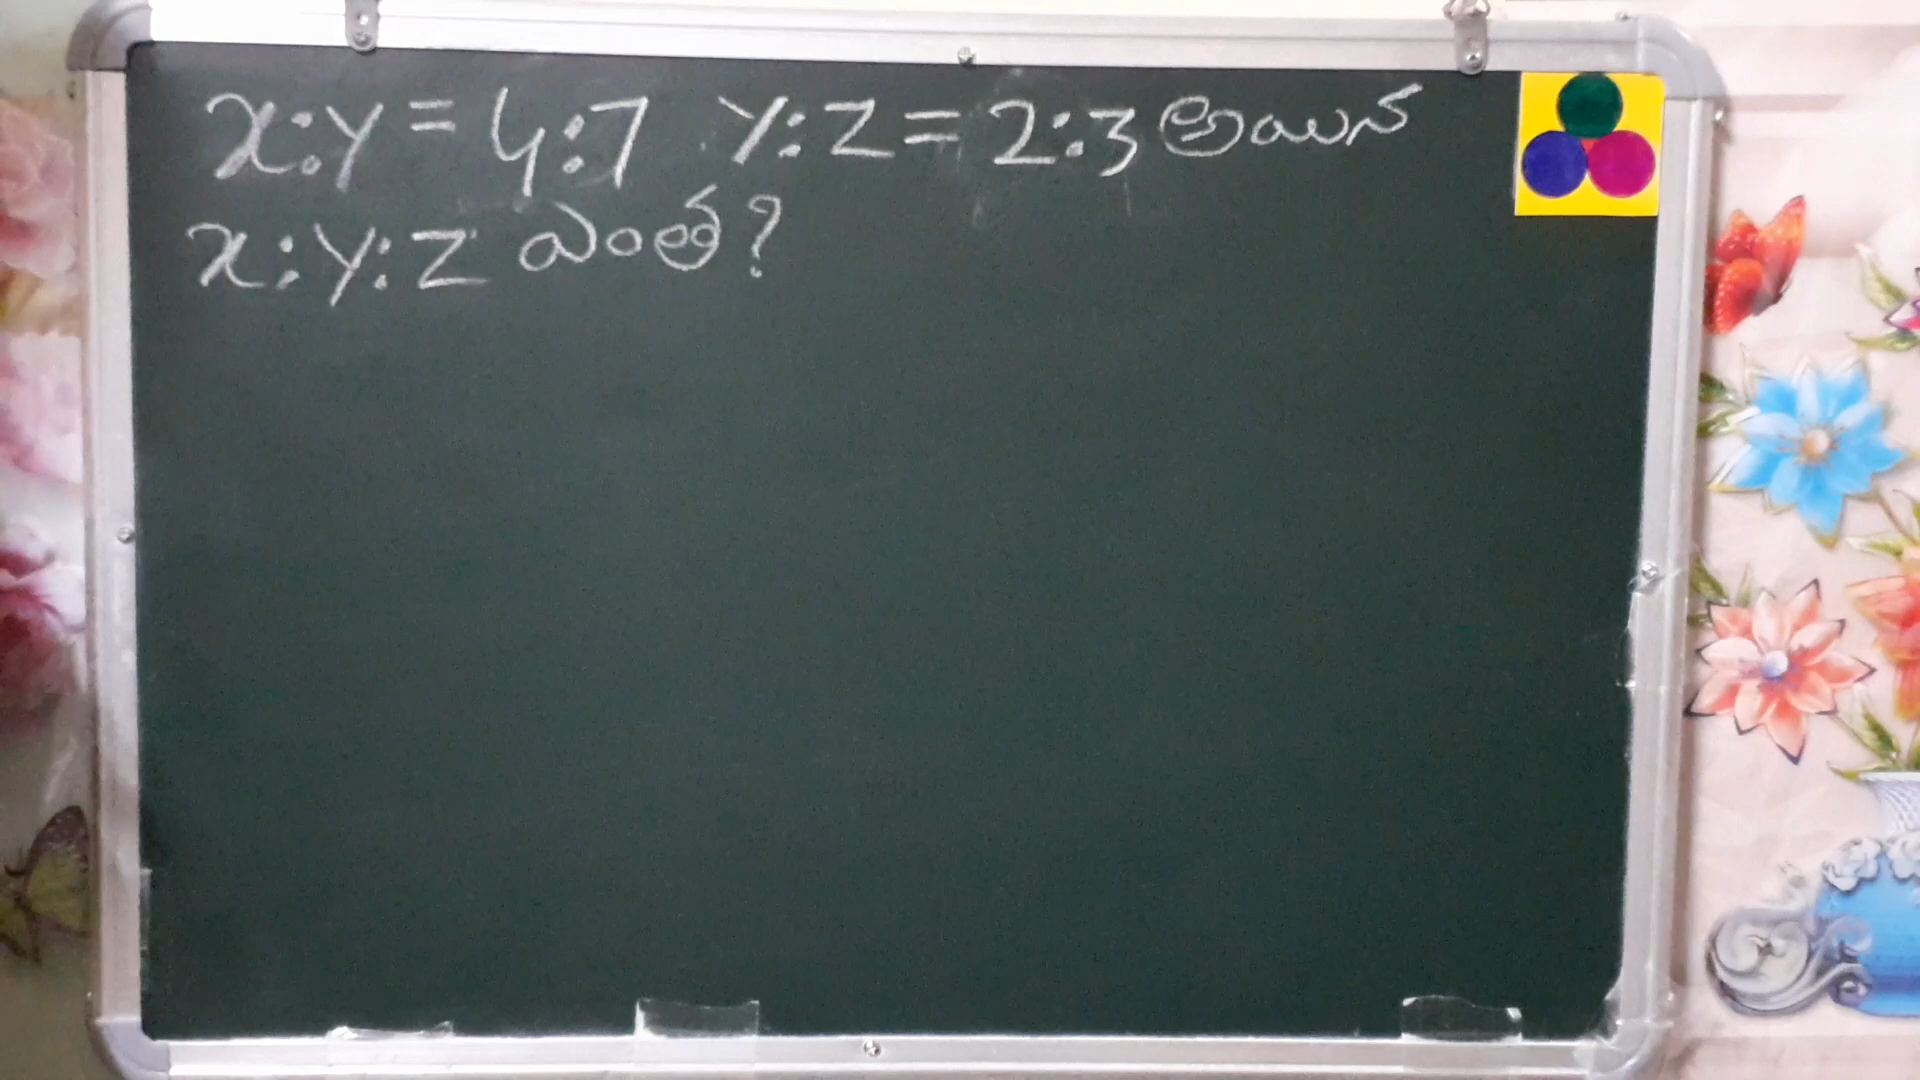 x:y = 4:7 y:z = 2:3 అయిన
x:y:z ఎంత?